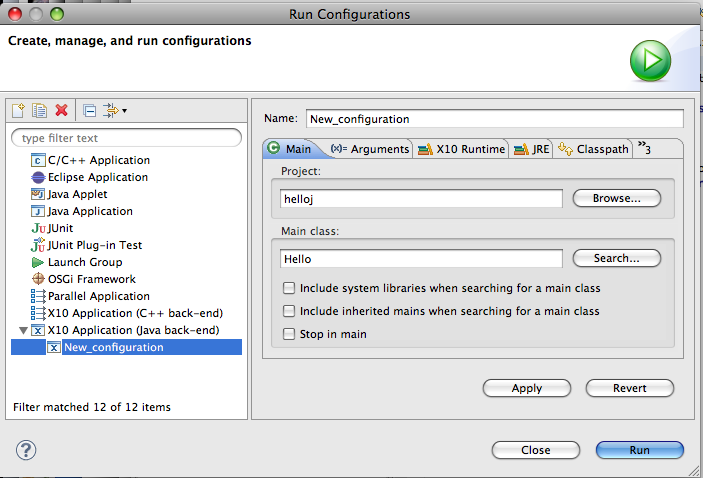 Run Configurations
Create, manage, and run configurations
type filter text
C/C++ Application
Eclipse Application
Java Applet
Java Application
JUnit
JUnit Plug-in Test
Launch Group
OSGi Framework
Parallel Application
X10 Application (C++ back-end)
X10 Application (Java back-end)
New_configuration
Filter matched 12 of 12 items
Name: New_configuration
Main (x)= Arguments X10 Runtime JRE Classpath »3
Project:
helloj Browse...
Main class:
Hello Search...
Include system libraries when searching for a main class
Include inherited mains when searching for a main class
Stop in main
Apply Revert
? Close Run